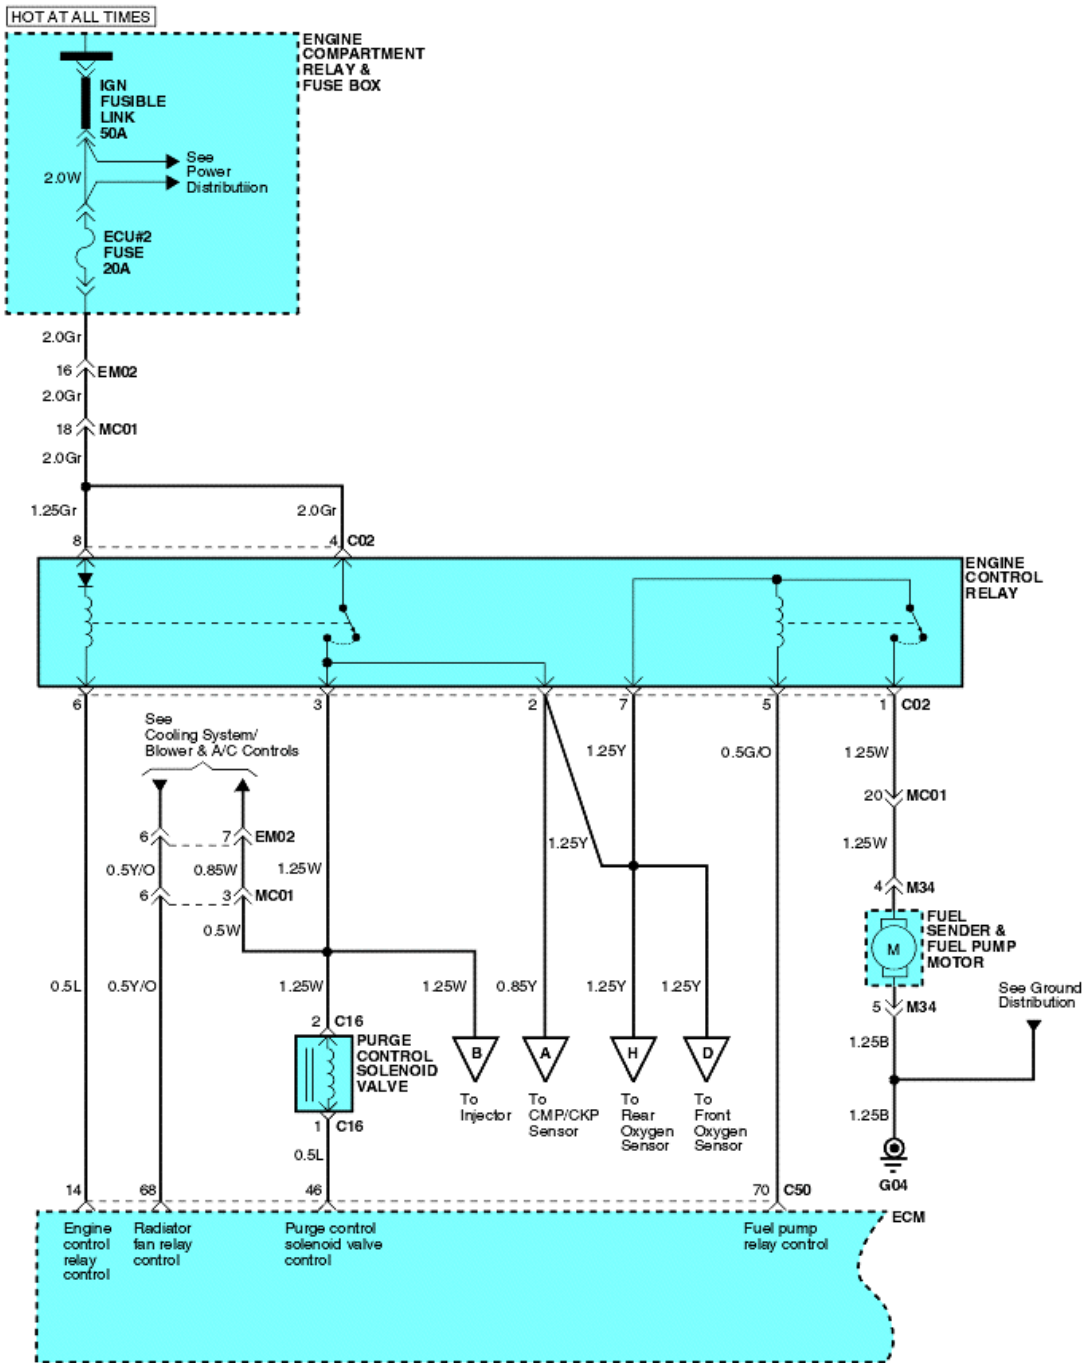 HOT AT ALL TIMES
ENGINE
COMPARTMENT
RELAY &
FUSE BOX
IGN
FUSIBLE
LINK
50A
See
Power
Distributiion
2.0W
ECU#2
FUSE
20A
2.0Gr
16 EM02
2.0Gr
18 MC01
2.0Gr
1.25Gr
2.0Gr
8
4 C02
ENGINE
CONTROL
RELAY
6
3
2
7
5
1 C02
See
Cooling System/
Blower & A/C Controls
1.25Y
0.5G/O
1.25W
20 MC01
6
7 EM02
1.25Y
1.25W
0.5Y/O
0.85W
1.25W
4 M34
6
3 MC01
FUEL
SENDER &
FUEL PUMP
MOTOR
M
0.5W
0.5L
0.5Y/O
1.25W
1.25W
0.85Y
1.25Y
1.25Y
See Ground
Distribution
5 M34
2 C16
PURGE
CONTROL
SOLENOID
VALVE
B
A
H
D
1.25B
To
Injector
To
CMP/CKP
Sensor
To
Rear
Oxygen
Sensor
To
Front
Oxygen
Sensor
1 C16
1.25B
0.5L
G04
14
68
46
70 C50
ECM
Engine
control
relay
control
Radiator
fan relay
control
Purge control
solenoid valve
control
Fuel pump
relay control